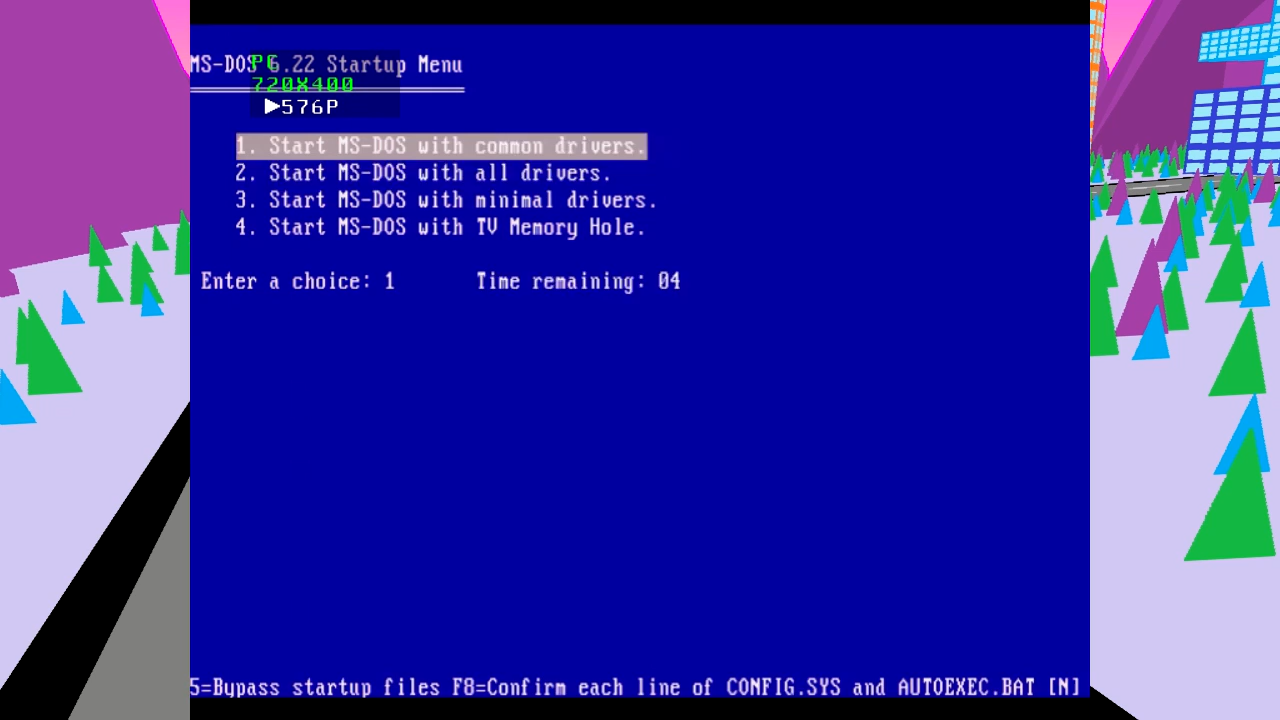 MS-DOS 6.22 Startup Menu
PC
720X400
▶576P
1. Start MS-DOS with common drivers.
2. Start MS-DOS with all drivers.
3. Start MS-DOS with minimal drivers.
4. Start MS-DOS with TV Memory Hole.
Enter a choice: 1 Time remaining: 04
5=Bypass startup files F8=Confirm each line of CONFIG.SYS and AUTOEXEC.BAT [N]